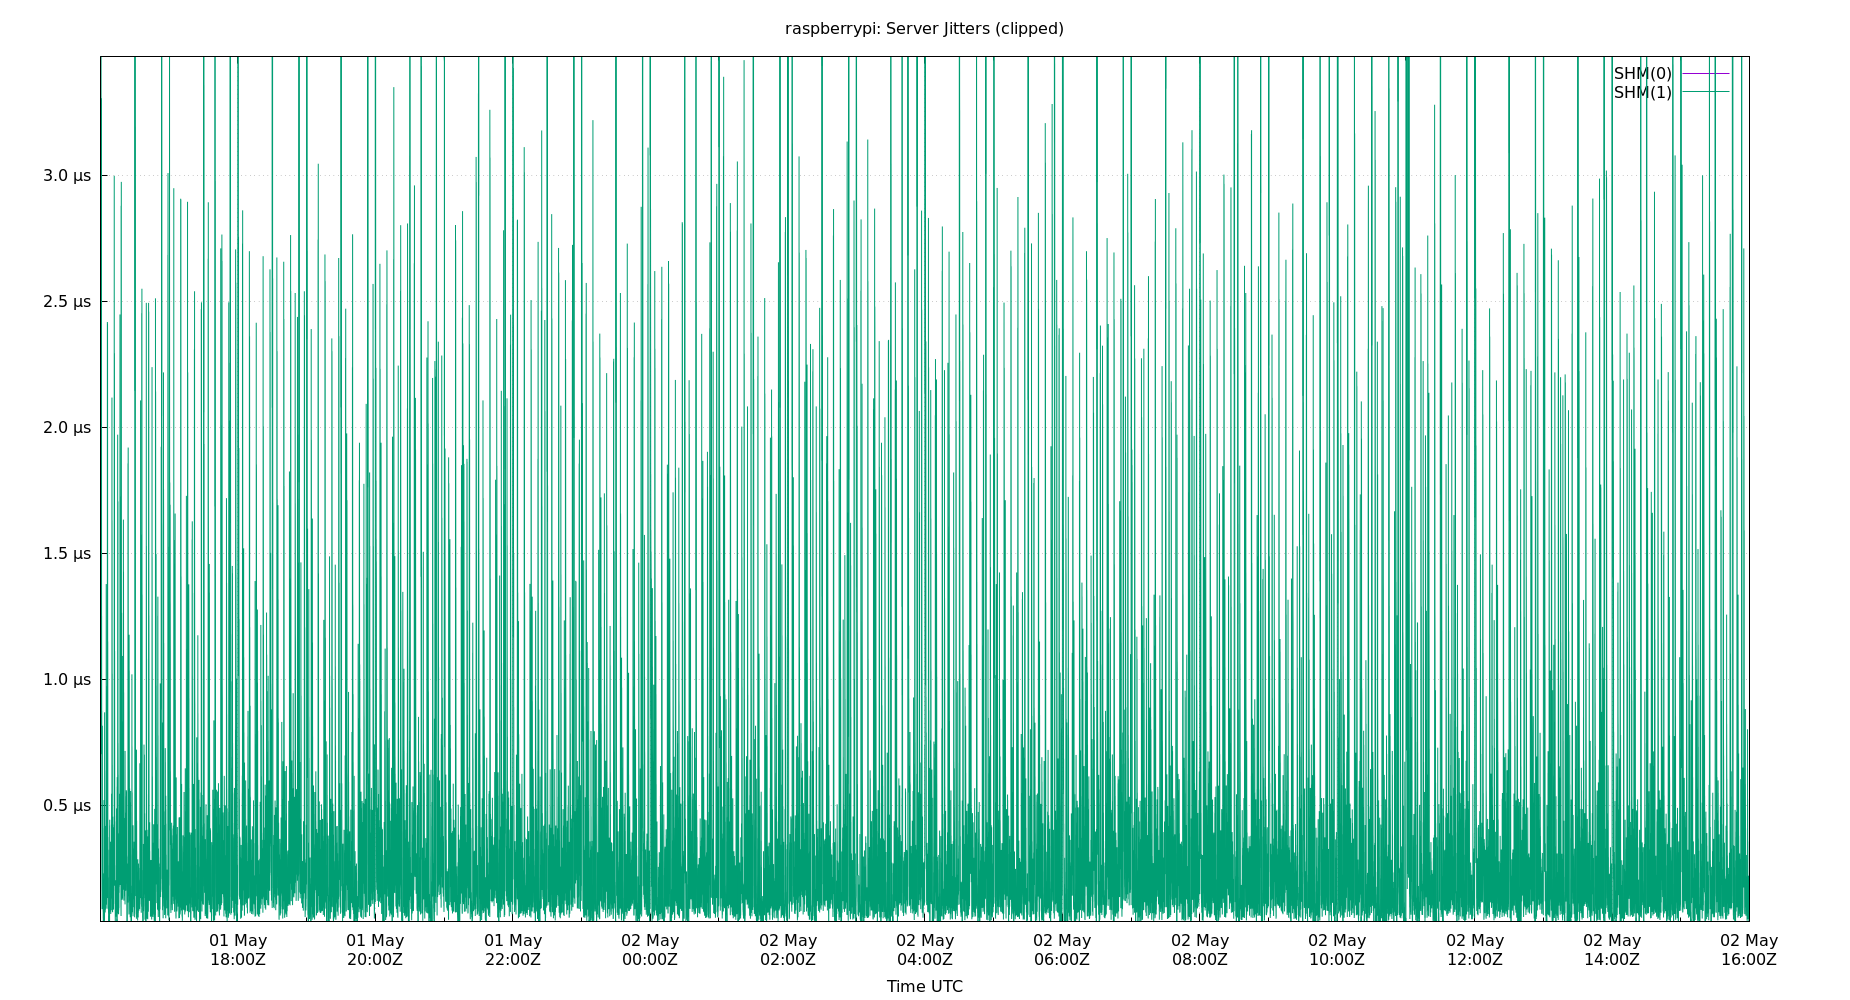 raspberrypi: Server Jitters (clipped)
SHM(0)
SHM(1)
3.0 µs
2.5 µs
2.0 µs
1.5 µs
1.0 µs
0.5 µs
01 May 01 May 01 May 02 May 02 May 02 May 02 May 02 May 02 May 02 May 02 May 02 May
18:00Z 20:00Z 22:00Z 00:00Z 02:00Z 04:00Z 06:00Z 08:00Z 10:00Z 12:00Z 14:00Z 16:00Z
Time UTC